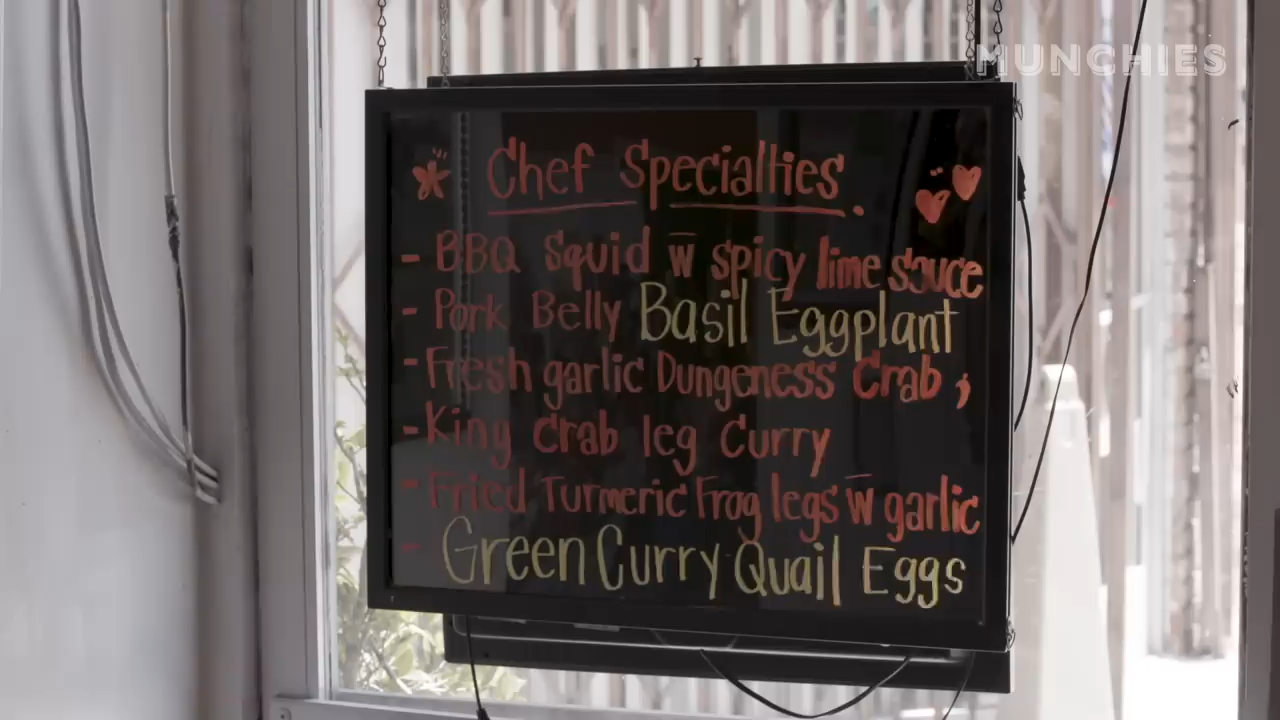 MUNCHIES
Chef Specialties.
- BBQ Squid w̅ spicy lime sauce
- Pork Belly Basil Eggplant
- Fresh garlic Dungeness Crab,
- King Crab leg Curry
- Fried Turmeric Frog legs w̅ garlic
- Green Curry Quail Eggs